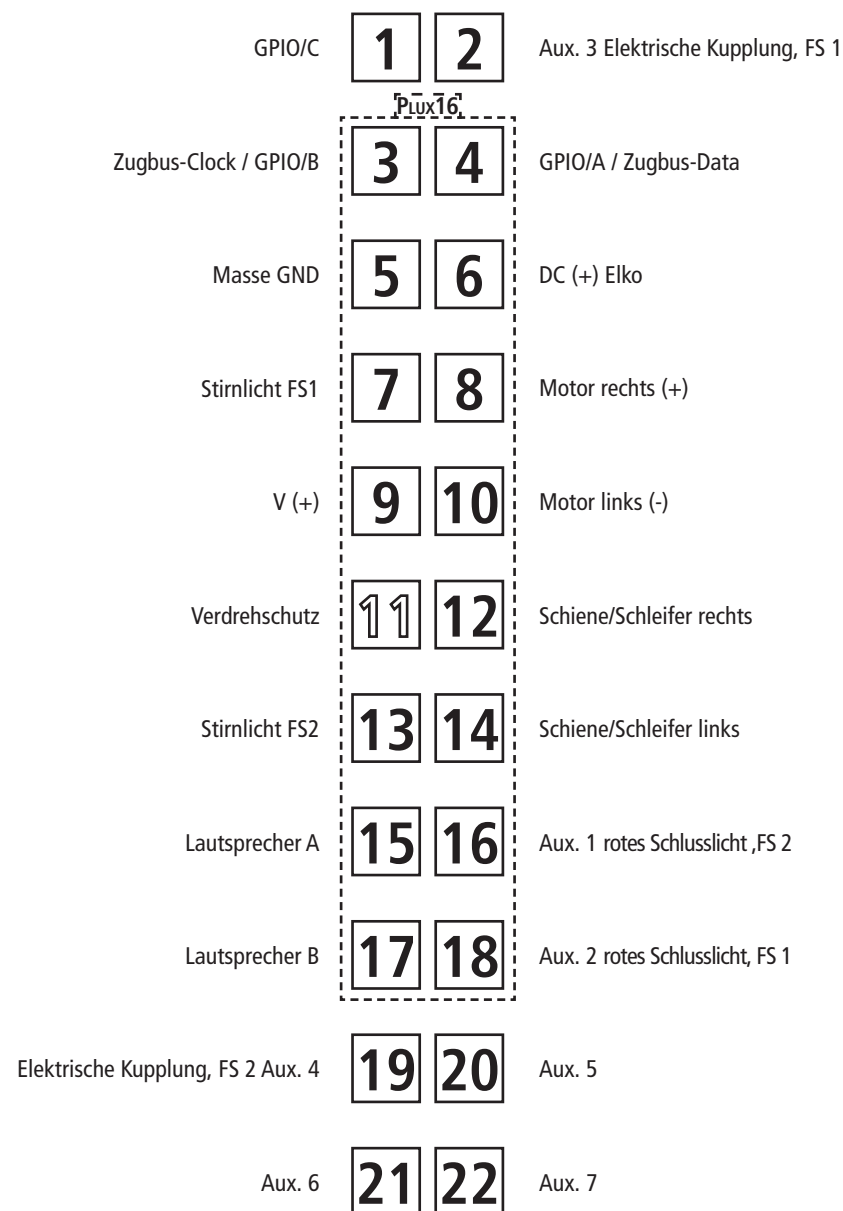 GPIO/C 1 2 Aux. 3 Elektrische Kupplung, FS 1
PLUX16
Zugbus-Clock / GPIO/B 3 4 GPIO/A / Zugbus-Data
Masse GND 5 6 DC (+) Elko
Stirnlicht FS1 7 8 Motor rechts (+)
V (+) 9 10 Motor links (-)
Verdrehschutz 11 12 Schiene/Schleifer rechts
Stirnlicht FS2 13 14 Schiene/Schleifer links
Lautsprecher A 15 16 Aux. 1 rotes Schlusslicht ,FS 2
Lautsprecher B 17 18 Aux. 2 rotes Schlusslicht, FS 1
Elektrische Kupplung, FS 2 Aux. 4 19 20 Aux. 5
Aux. 6 21 22 Aux. 7